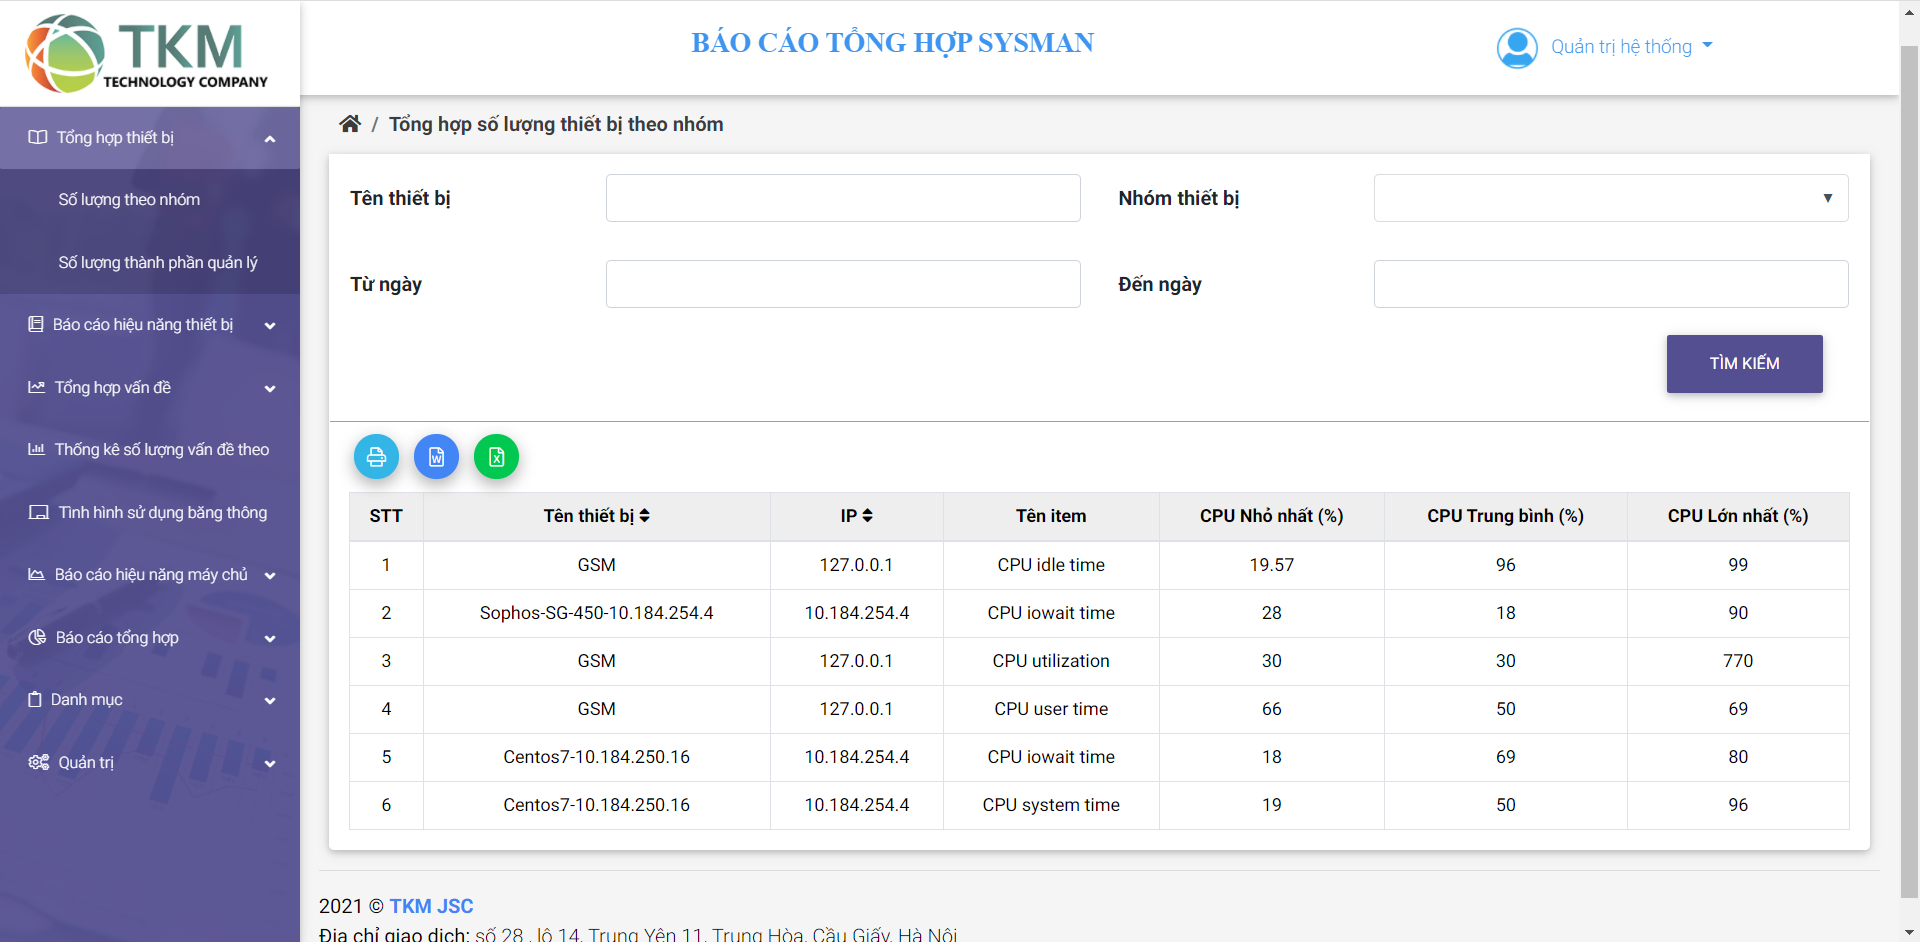 TKM
TECHNOLOGY COMPANY
BÁO CÁO TỔNG HỢP SYSMAN
Quản trị hệ thống
Tổng hợp thiết bị
Số lượng theo nhóm
Số lượng thành phần quản lý
Báo cáo hiệu năng thiết bị
Tổng hợp vấn đề
Thống kê số lượng vấn đề theo
Tình hình sử dụng băng thông
Báo cáo hiệu năng máy chủ
Báo cáo tổng hợp
Danh mục
Quản trị
/ Tổng hợp số lượng thiết bị theo nhóm
Tên thiết bị
Nhóm thiết bị
Từ ngày
Đến ngày
TÌM KIẾM
STT Tên thiết bị IP Tên item CPU Nhỏ nhất (%) CPU Trung bình (%) CPU Lớn nhất (%)
1 GSM 127.0.0.1 CPU idle time 19.57 96 99
2 Sophos-SG-450-10.184.254.4 10.184.254.4 CPU iowait time 28 18 90
3 GSM 127.0.0.1 CPU utilization 30 30 770
4 GSM 127.0.0.1 CPU user time 66 50 69
5 Centos7-10.184.250.16 10.184.254.4 CPU iowait time 18 69 80
6 Centos7-10.184.250.16 10.184.254.4 CPU system time 19 50 96
2021 © TKM JSC
Địa chỉ giao dịch: số 28 , lô 14, Trung Yên 11, Trung Hòa, Cầu Giấy, Hà Nội